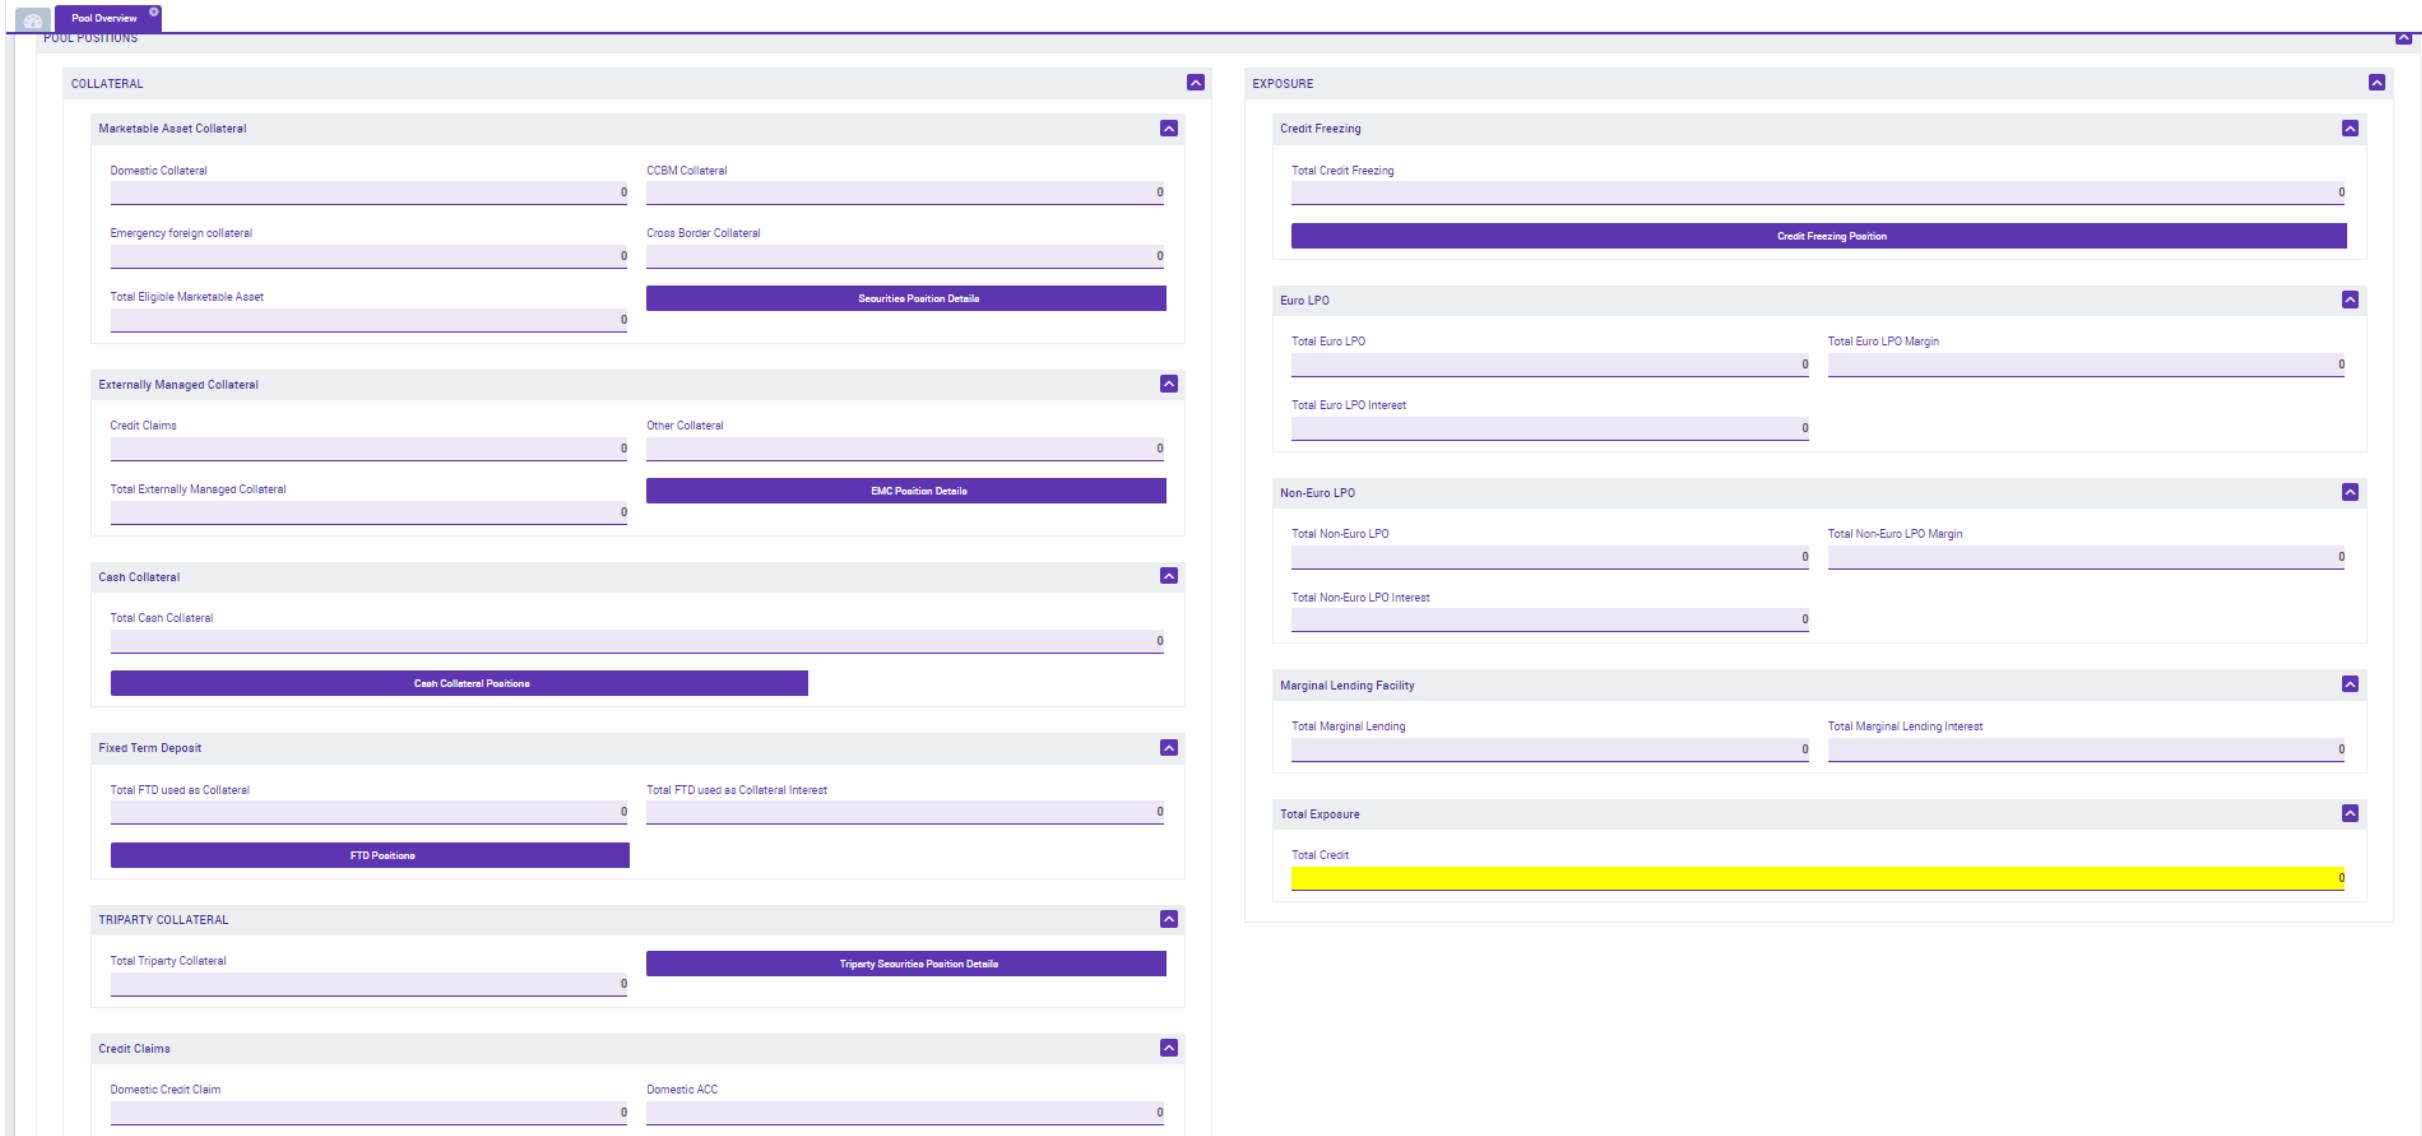 Pool Overview
POOL POSITIONS
COLLATERAL
Marketable Asset Collateral
Domestic Collateral
0
CCBM Collateral
0
Emergency foreign collateral
0
Cross Border Collateral
0
Total Eligible Marketable Asset
0
Securities Position Details
Externally Managed Collateral
Credit Claims
0
Other Collateral
0
Total Externally Managed Collateral
0
EMC Position Details
Cash Collateral
Total Cash Collateral
0
Cash Collateral Positions
Fixed Term Deposit
Total FTD used as Collateral
0
Total FTD used as Collateral Interest
0
FTD Positions
TRIPARTY COLLATERAL
Total Triparty Collateral
0
Triparty Securities Position Details
Credit Claims
Domestic Credit Claim
0
Domestic ACC
0
EXPOSURE
Credit Freezing
Total Credit Freezing
0
Credit Freezing Position
Euro LPO
Total Euro LPO
0
Total Euro LPO Margin
0
Total Euro LPO Interest
0
Non-Euro LPO
Total Non-Euro LPO
0
Total Non-Euro LPO Margin
0
Total Non-Euro LPO Interest
0
Marginal Lending Facility
Total Marginal Lending
0
Total Marginal Lending Interest
0
Total Exposure
Total Credit
0